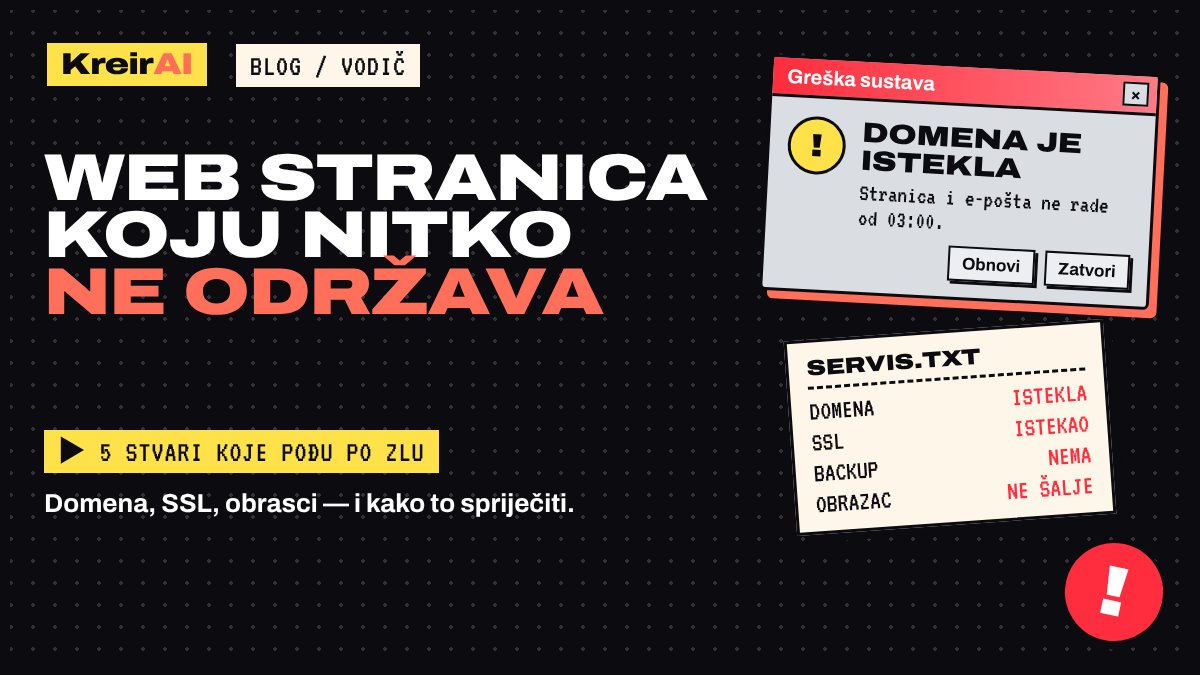 KreirAI
BLOG / VODIČ
WEB STRANICA
KOJU NITKO
NE ODRŽAVA
▶ 5 STVARI KOJE POĐU PO ZLU
Domena, SSL, obrasci — i kako to spriječiti.
Greška sustava
×
!
DOMENA JE
ISTEKLA
Stranica i e-pošta ne rade
od 03:00.
Obnovi Zatvori
SERVIS.TXT
DOMENA ISTEKLA
SSL ISTEKAO
BACKUP NEMA
OBRAZAC NE ŠALJE
!